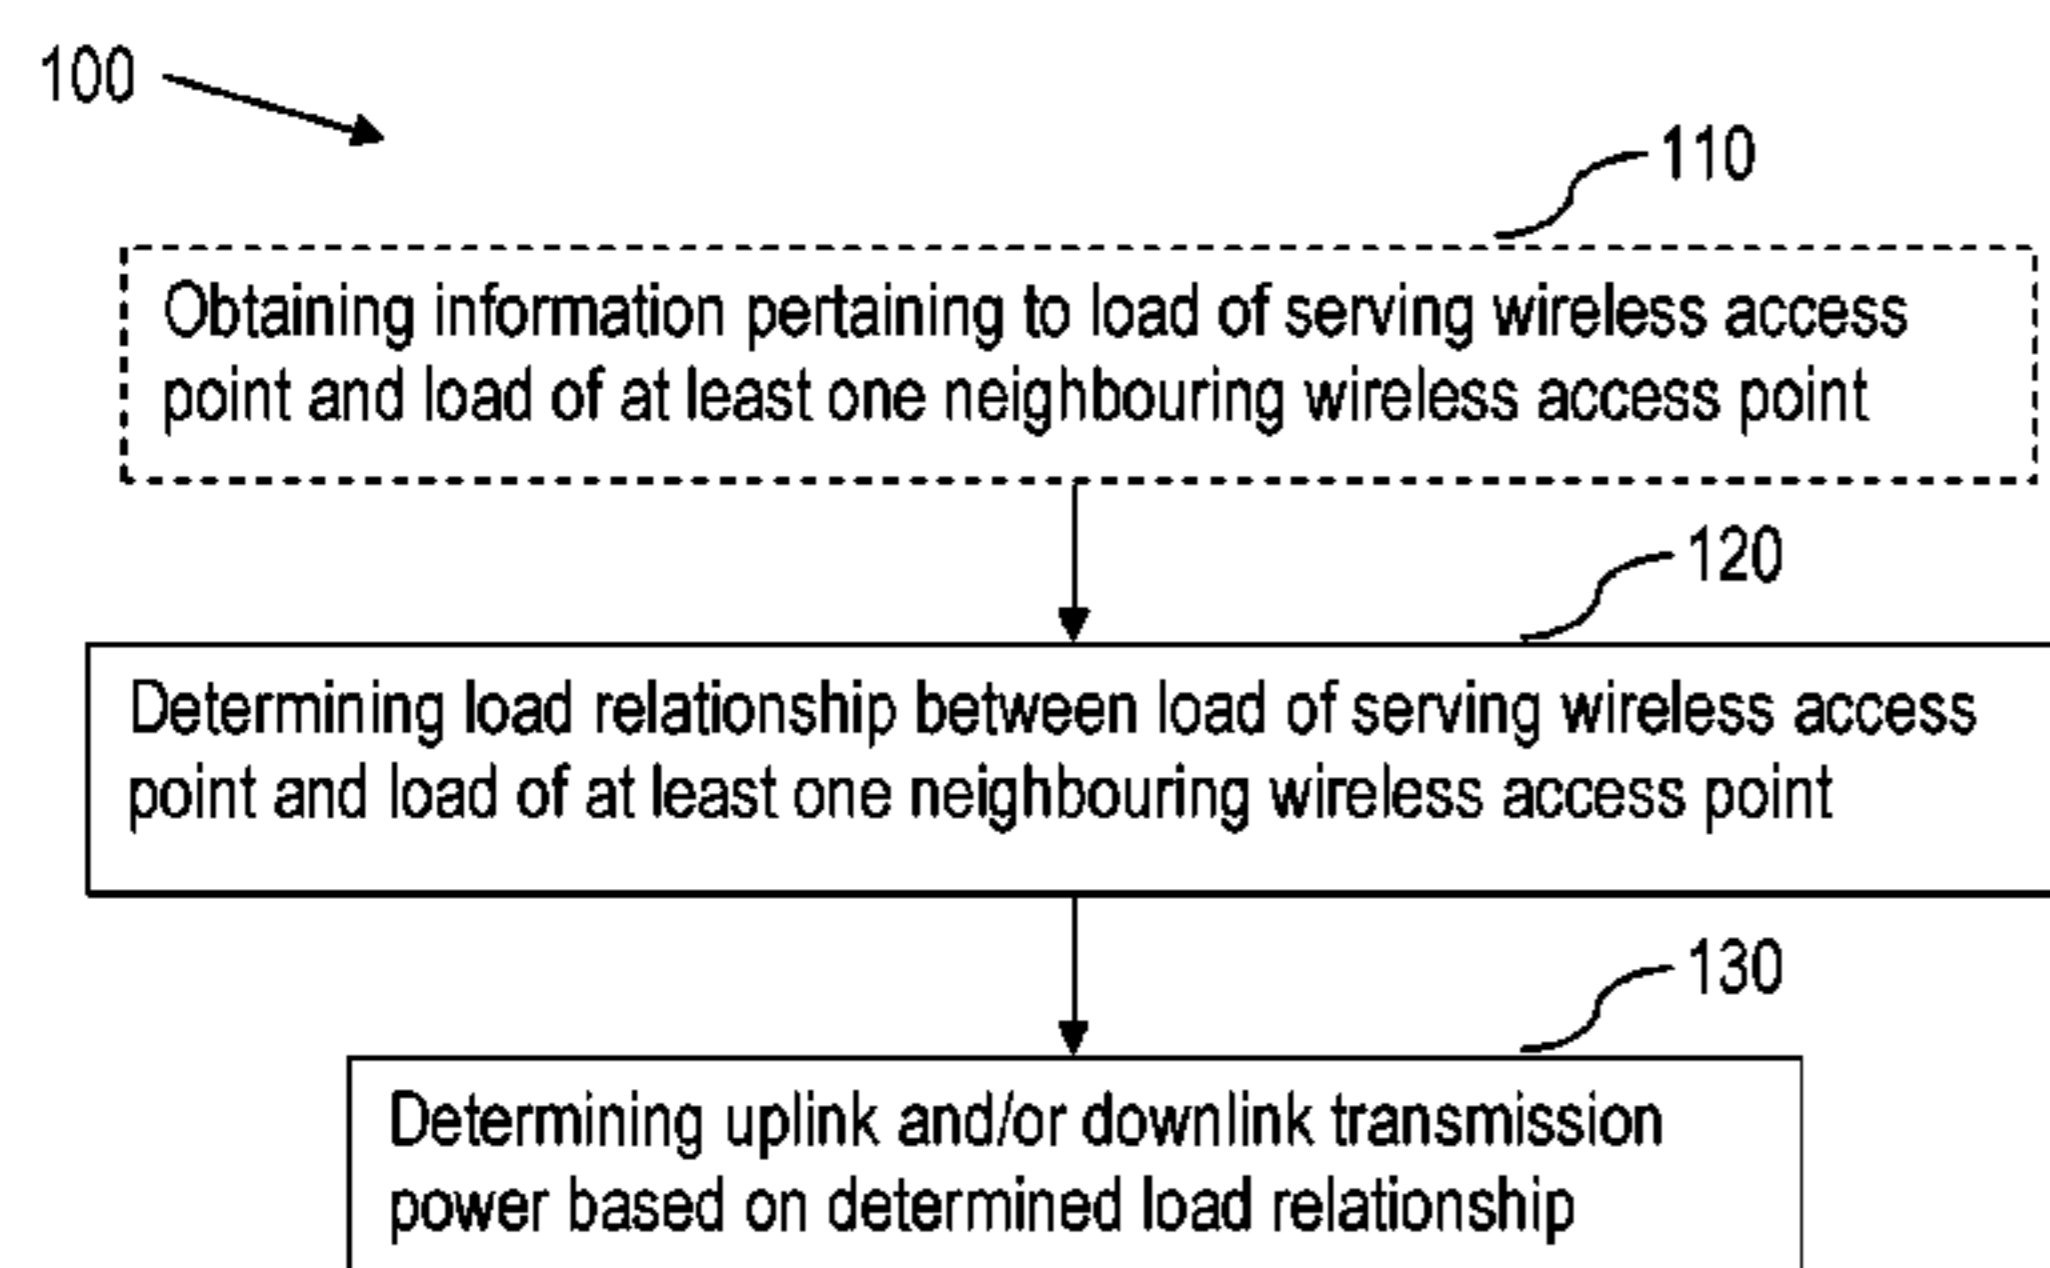 100
110
Obtaining information pertaining to load of serving wireless access
point and load of at least one neighbouring wireless access point
120
Determining load relationship between load of serving wireless access
point and load of at least one neighbouring wireless access point
130
Determining uplink and/or downlink transmission
power based on determined load relationship